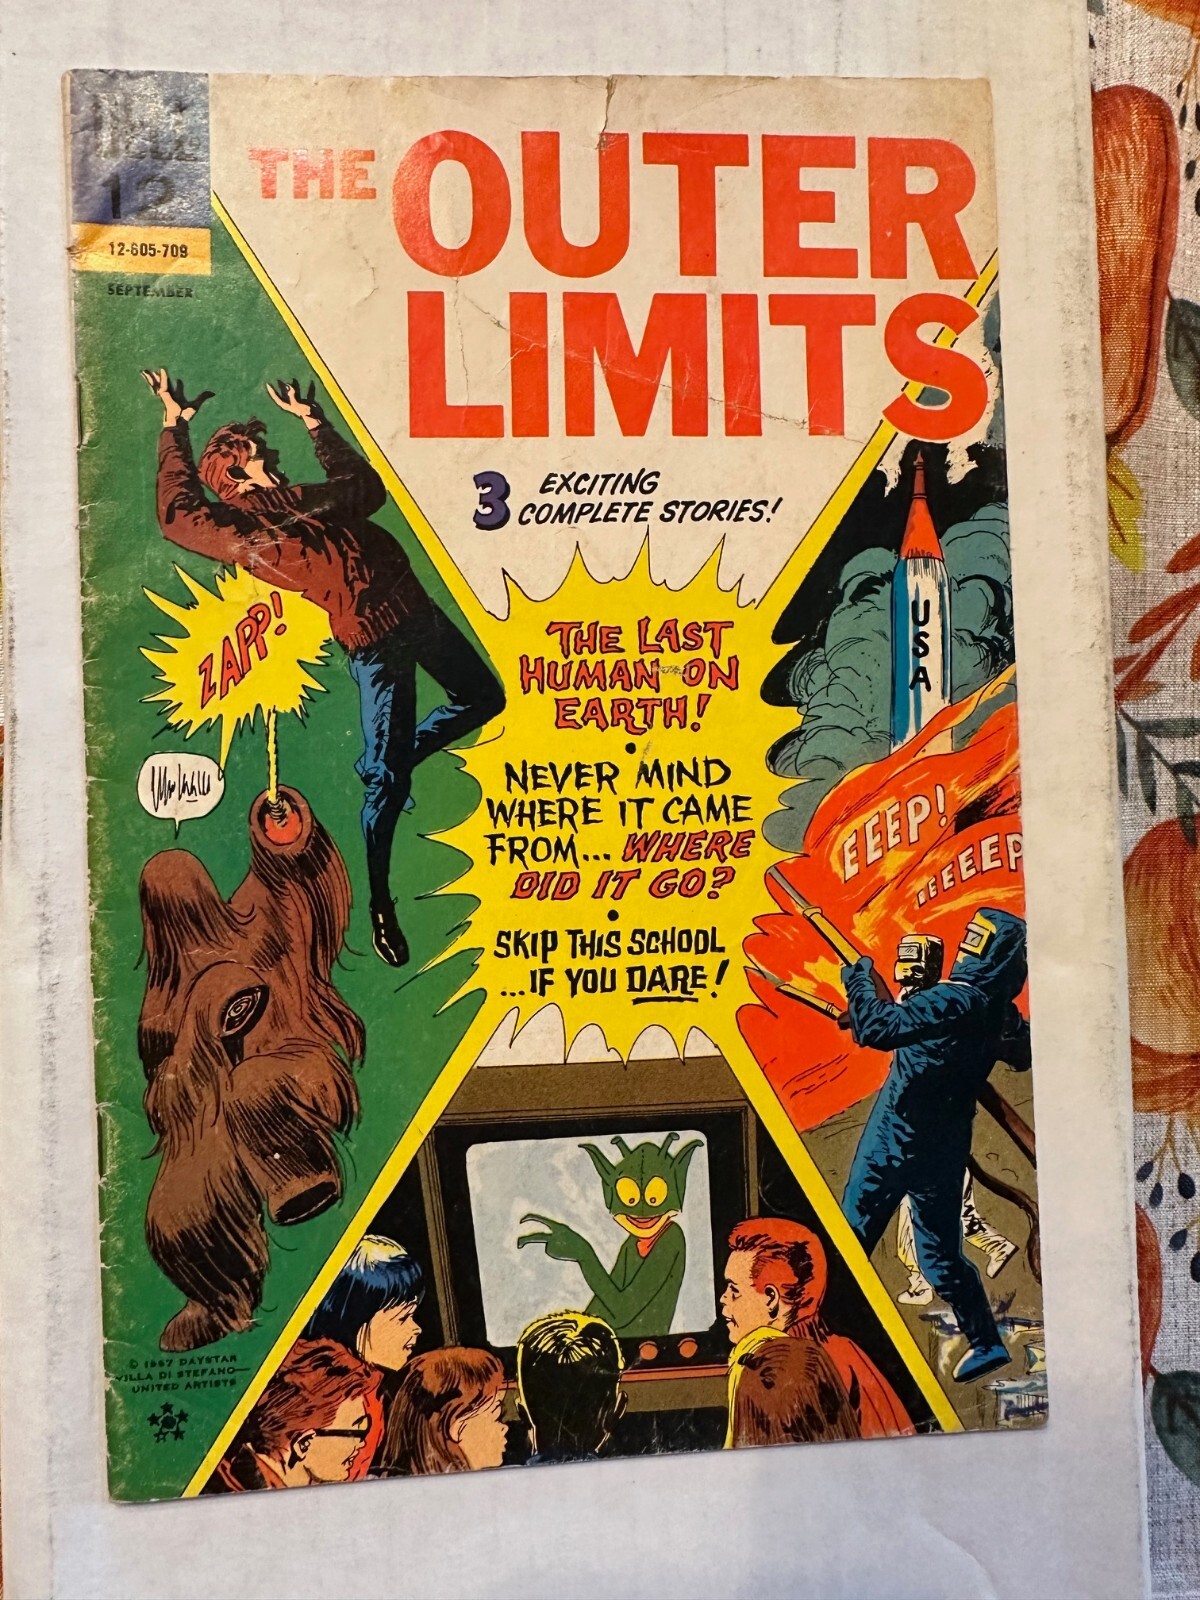 DELL
12
12-605-709
SEPTEMBER
THE OUTER
LIMITS
3 EXCITING
COMPLETE STORIES!
ZAPP!
THE LAST
HUMAN ON
EARTH!
NEVER MIND
WHERE IT CAME
FROM... WHERE
DID IT GO?
SKIP THIS SCHOOL
...IF YOU DARE!
USA
EEEP!
EEEEEP
© 1967 DAYSTAR
VILLA DI STEFANO
UNITED ARTISTS